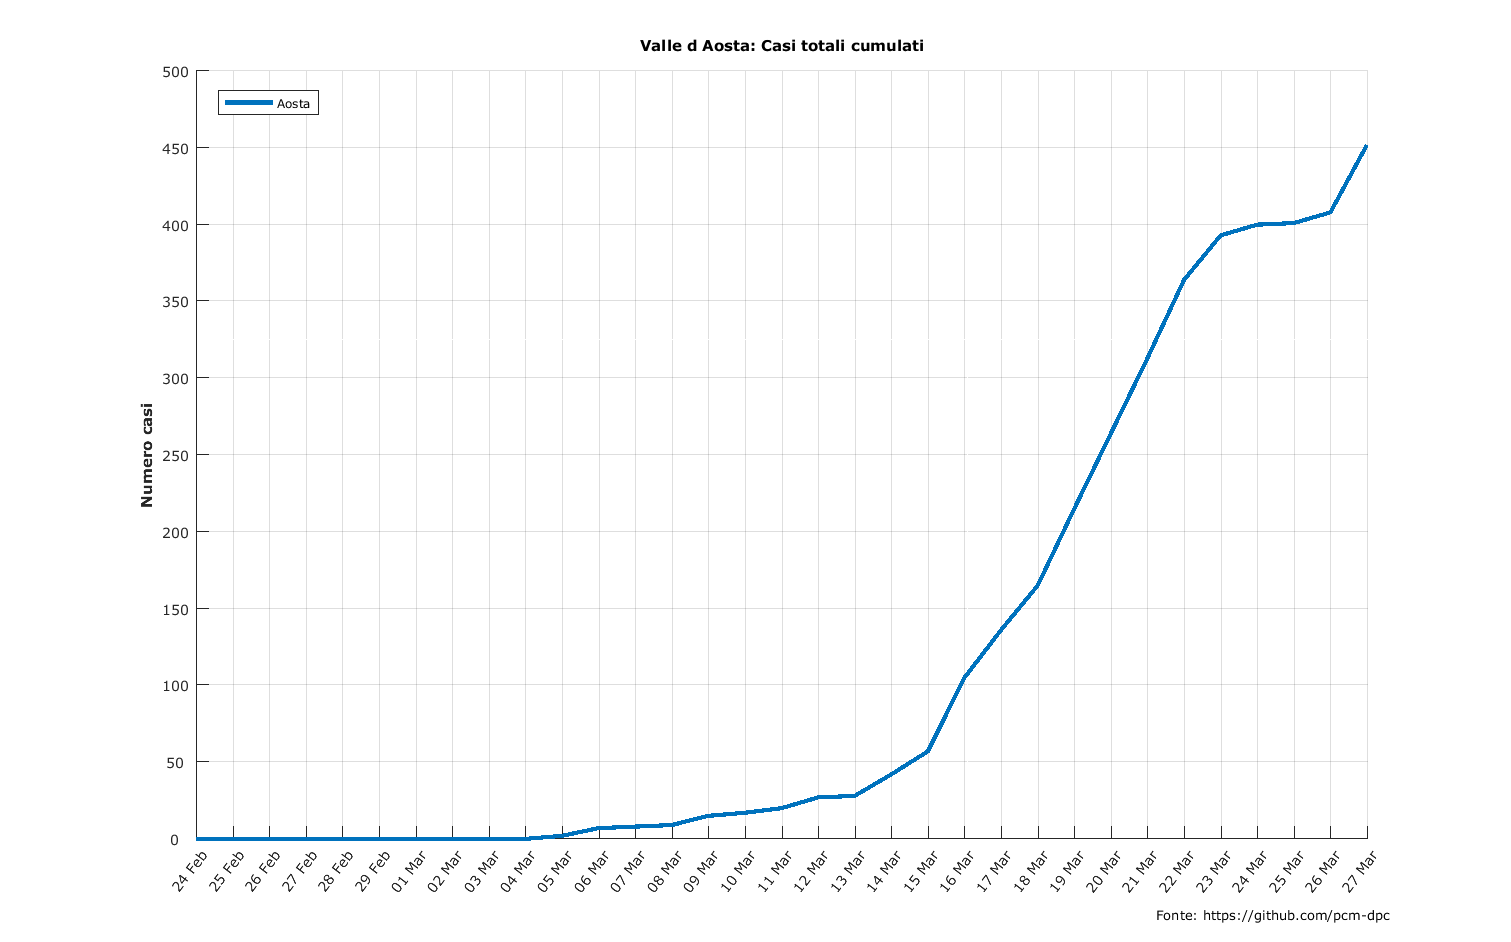 Valle d Aosta: Casi totali cumulati
Aosta
Numero casi
500
450
400
350
300
250
200
150
100
50
0
24 Feb
25 Feb
26 Feb
27 Feb
28 Feb
29 Feb
01 Mar
02 Mar
03 Mar
04 Mar
05 Mar
06 Mar
07 Mar
08 Mar
09 Mar
10 Mar
11 Mar
12 Mar
13 Mar
14 Mar
15 Mar
16 Mar
17 Mar
18 Mar
19 Mar
20 Mar
21 Mar
22 Mar
23 Mar
24 Mar
25 Mar
26 Mar
27 Mar
Fonte: https://github.com/pcm-dpc